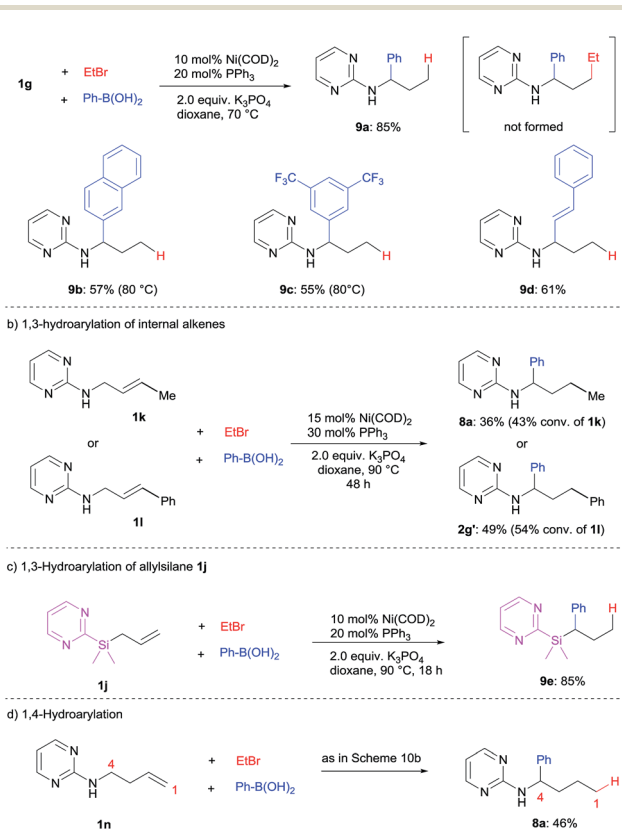 1g + EtBr + Ph-B(OH)2
10 mol% Ni(COD)2
20 mol% PPh3
2.0 equiv. K3PO4
dioxane, 70 °C
N N N H Ph H
9a: 85%
N N N H Ph Et
not formed
N N N H H
9b: 57% (80 °C)
F3C CF3 N N N H H
9c: 55% (80°C)
N N N H H
9d: 61%
b) 1,3-hydroarylation of internal alkenes
N N N H Me
1k
or
N N N H Ph
1l
+ EtBr
+ Ph-B(OH)2
15 mol% Ni(COD)2
30 mol% PPh3
2.0 equiv. K3PO4
dioxane, 90 °C
48 h
N N N H Ph Me
8a: 36% (43% conv. of 1k)
or
N N N H Ph Ph
2g': 49% (54% conv. of 1l)
c) 1,3-Hydroarylation of allylsilane 1j
N N Si
1j
+ EtBr
+ Ph-B(OH)2
10 mol% Ni(COD)2
20 mol% PPh3
2.0 equiv. K3PO4
dioxane, 90 °C, 18 h
N N Si Ph H
9e: 85%
d) 1,4-Hydroarylation
N N N H 4 1
1n
+ EtBr
+ Ph-B(OH)2
as in Scheme 10b
N N N H Ph 4 H 1
8a: 46%